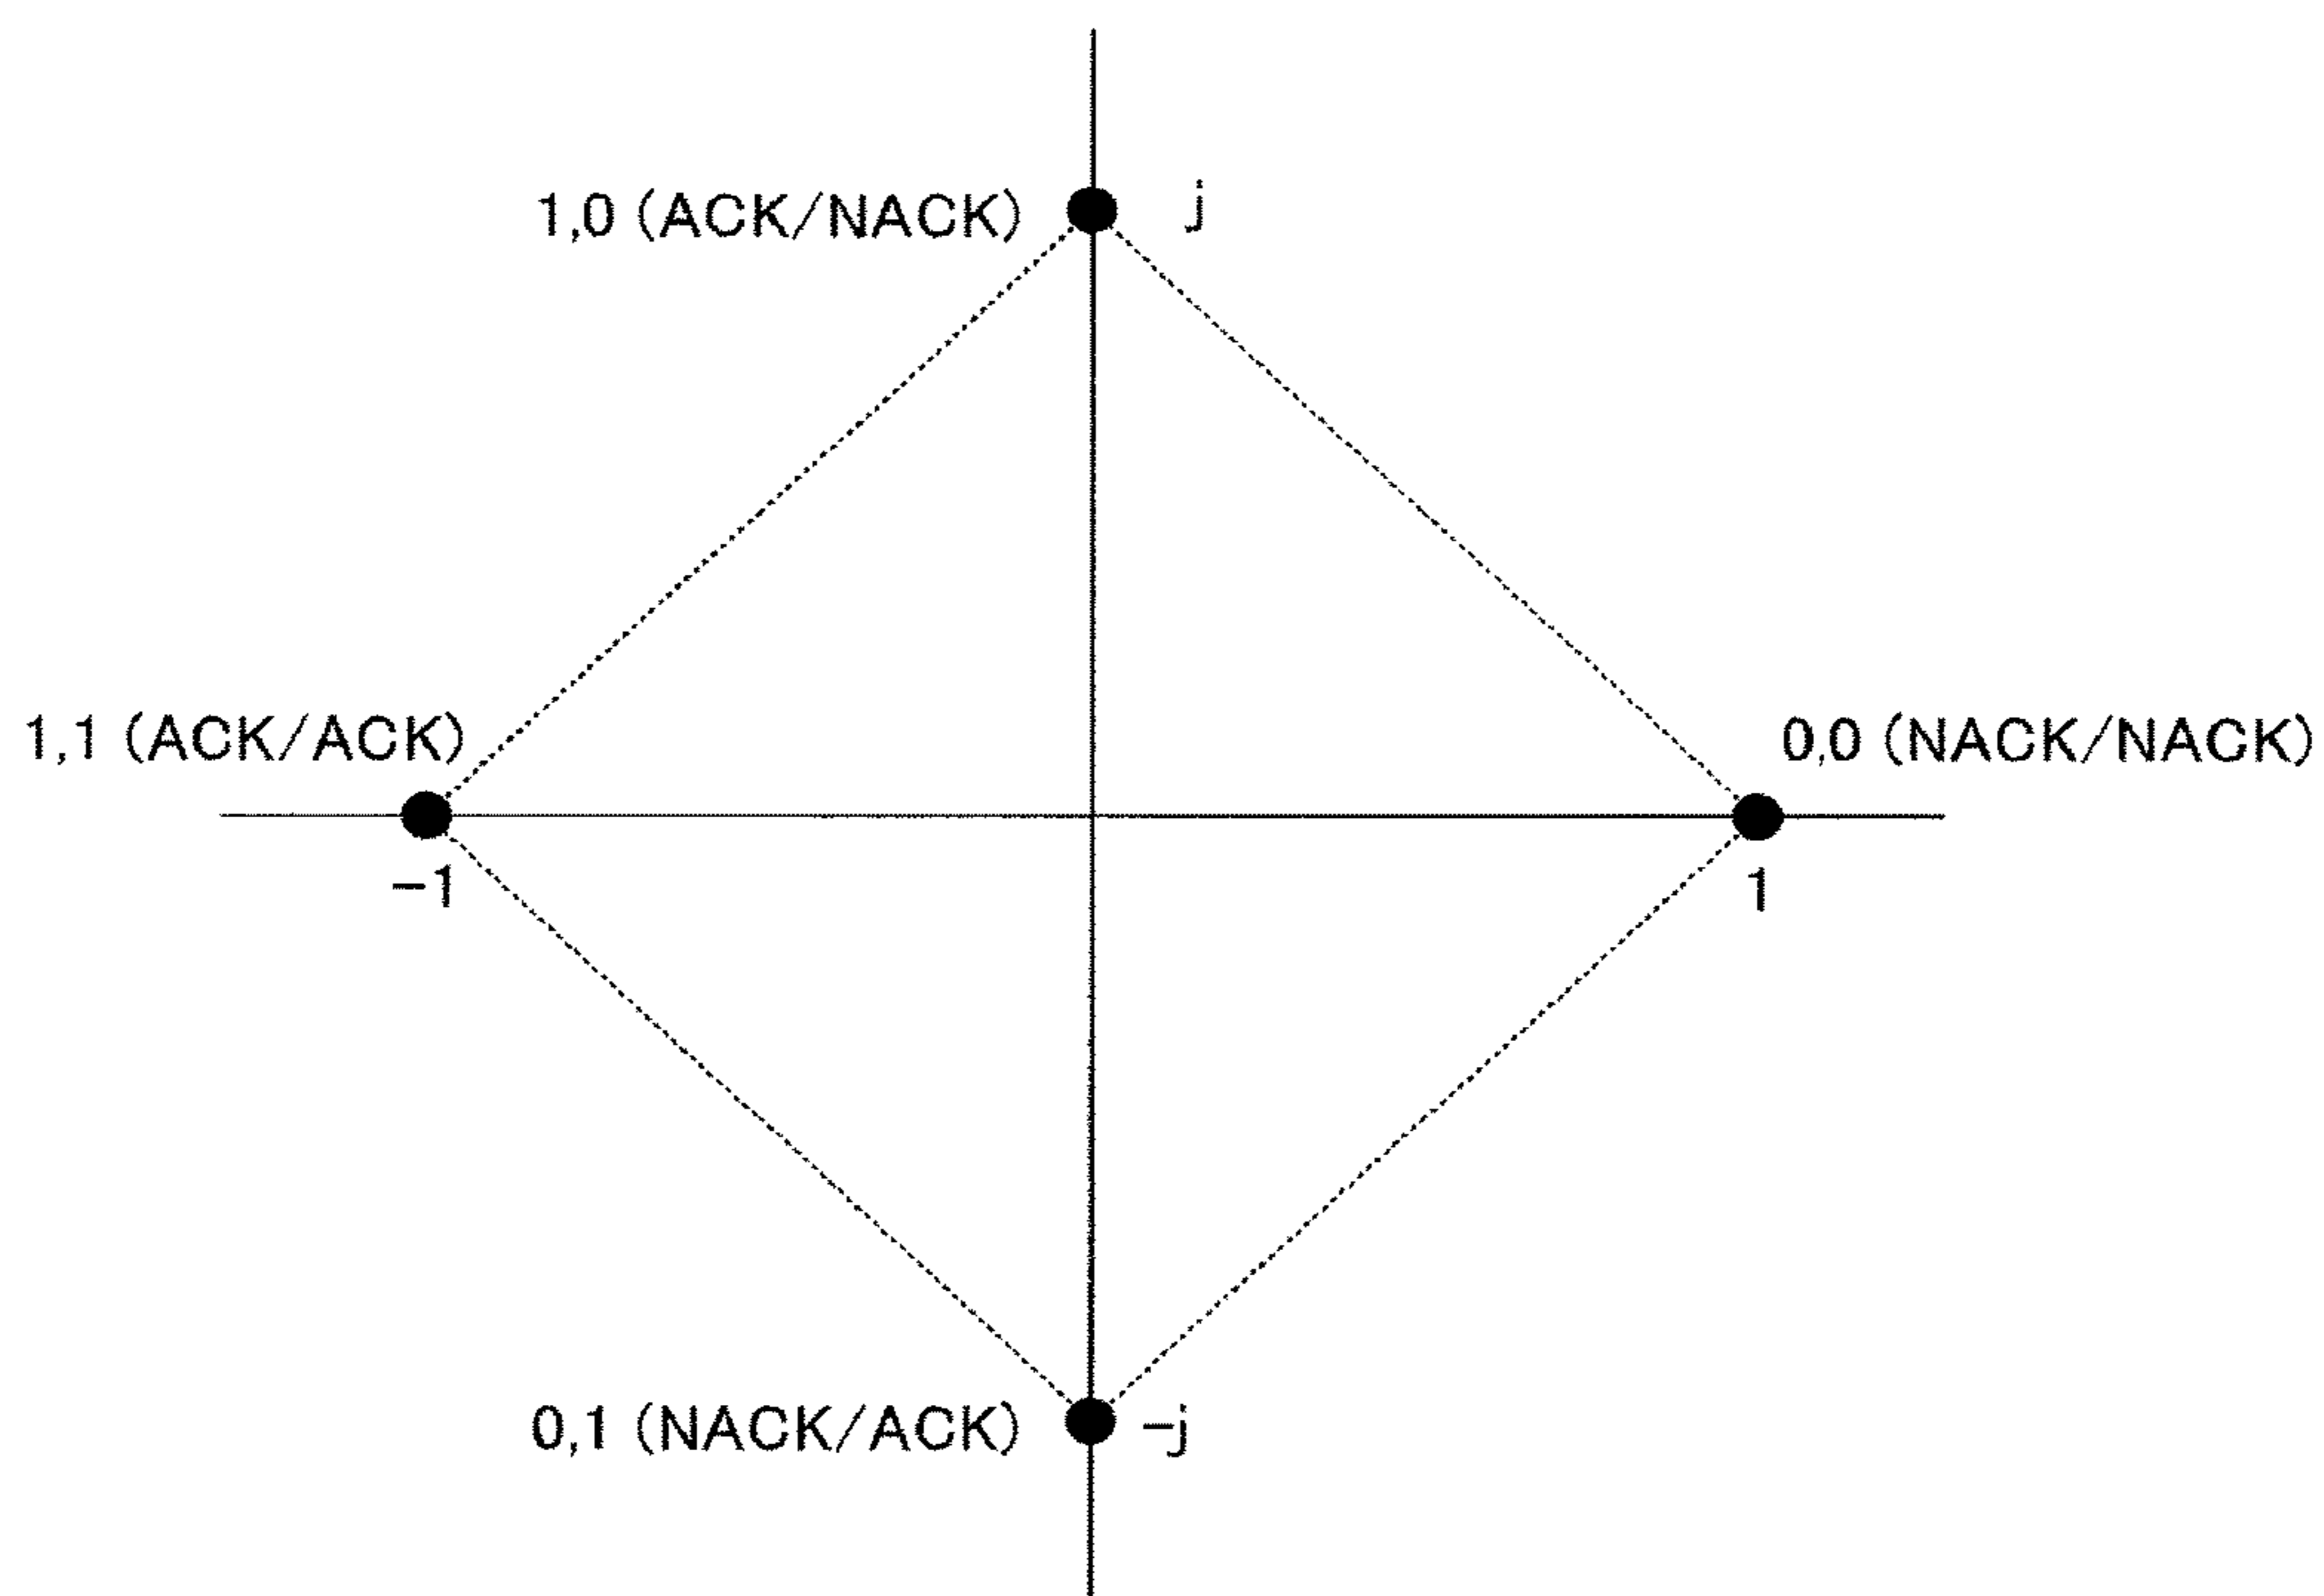 1,0 (ACK/NACK)
j
1,1 (ACK/ACK)
0,0 (NACK/NACK)
-1
1
0,1 (NACK/ACK)
-j